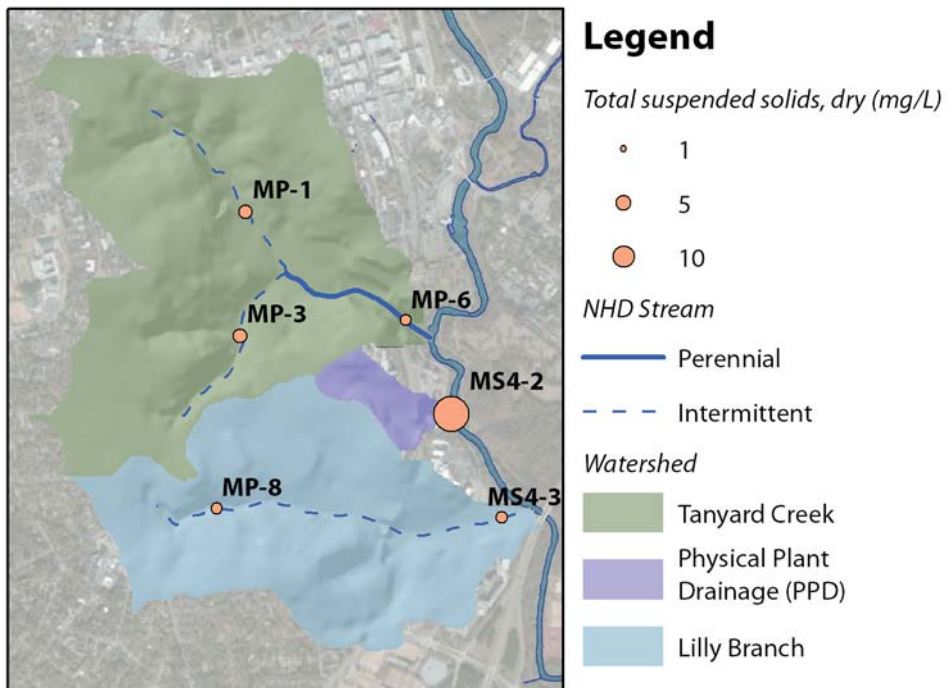 Legend
Total suspended solids, dry (mg/L)
1
5
10
NHD Stream
Perennial
Intermittent
Watershed
Tanyard Creek
Physical Plant
Drainage (PPD)
Lilly Branch
MP-1
MP-6
MP-3
MS4-2
MP-8
MS4-3